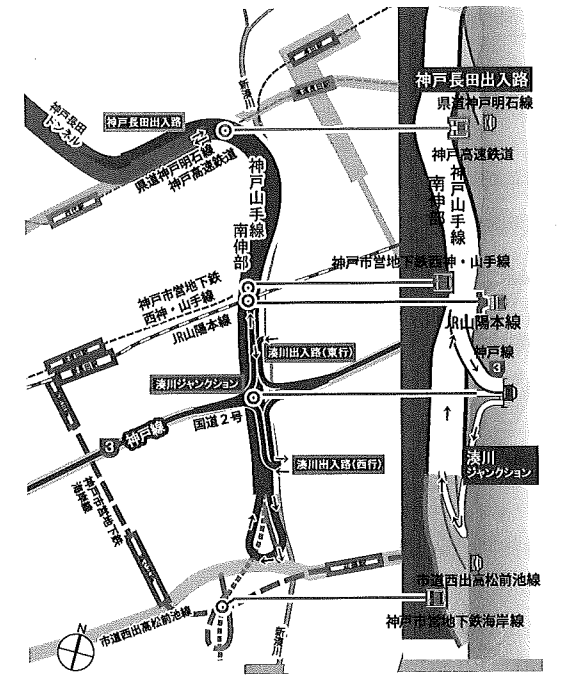 新湊川
神戸長田出入路
県道神戸明石線
神戸長田
トンネル
神戸長田出入路
神戸高速鉄道
県道神戸明石線
神戸高速鉄道
神戸山手線
南伸部
神戸山手線
南伸部
神戸市営地下鉄西神・山手線
神戸市営地下鉄
西神・山手線
JR山陽本線
JR山陽本線
湊川出入路(東行)
神戸線
3
湊川ジャンクション
国道2号
3
神戸線
湊川
ジャンクション
湊川出入路(西行)
神戸市営地下鉄
海岸線
市道西出高松前池線
市道西出高松前池線
神戸市営地下鉄海岸線
新湊川
N